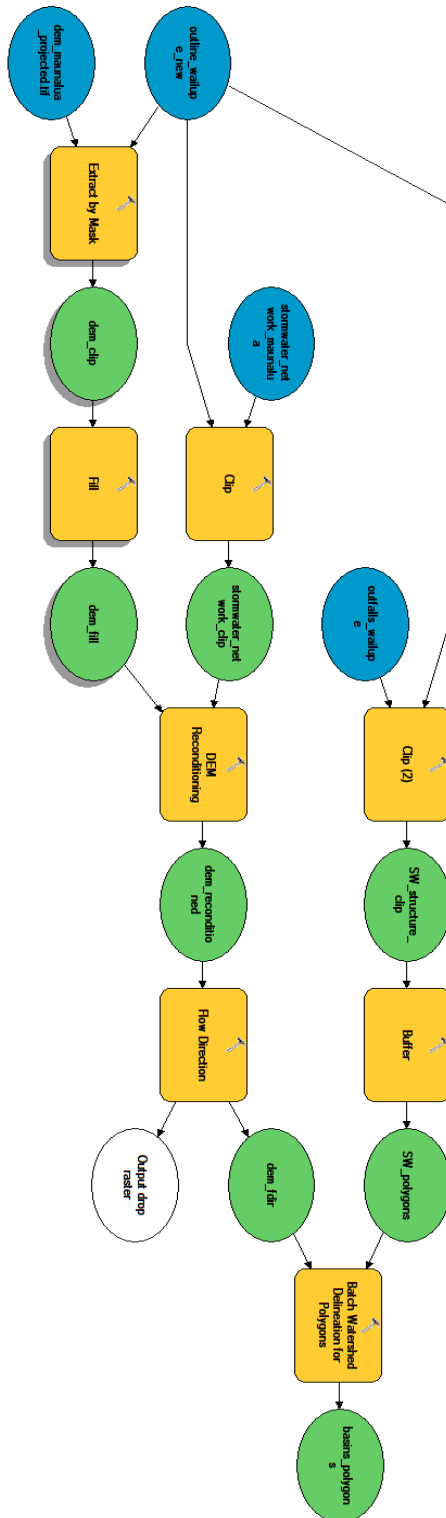 dem_maunalua
_projected.tif
outline_wailup
e_new
Extract by Mask
dem_clip
stormwater_net
work_maunalu
a
Fill
Clip
dem_fill
stormwater_net
work_clip
outfalls_wailup
e
DEM
Reconditioning
Clip (2)
dem_reconditio
ned
SW_structure_
clip
Flow Direction
Buffer
Output drop
raster
dem_fdir
SW_polygons
Batch Watershed
Delineation for
Polygons
basins_polygon
s